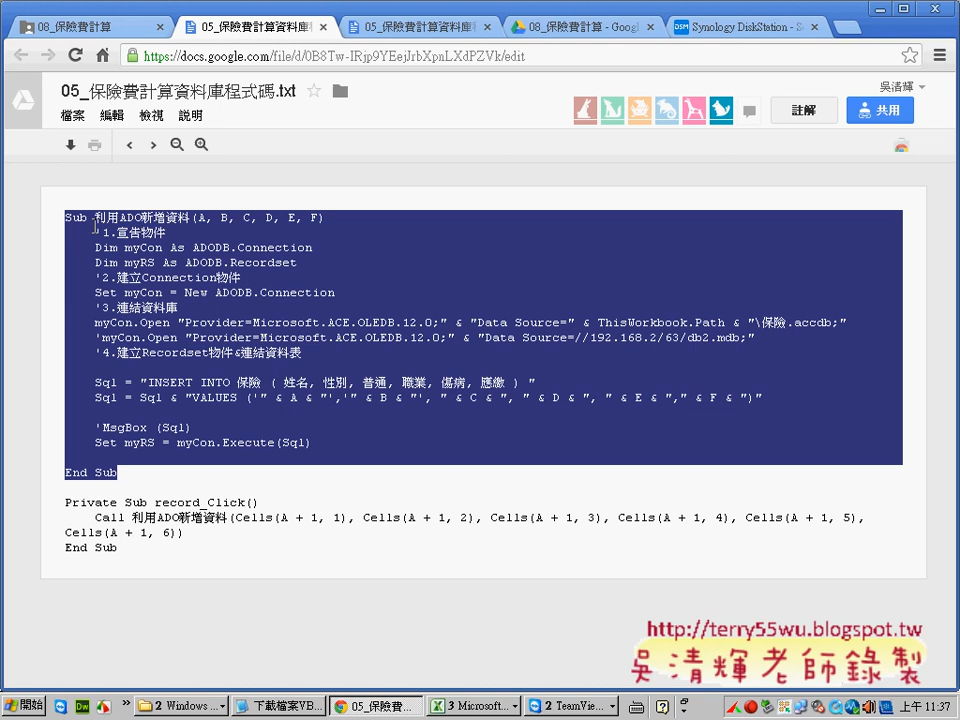 08_保險費計算
05_保險費計算資料庫
05_保險費計算資料庫
08_保險費計算 - Goog
Synology DiskStation - S
https://docs.google.com/file/d/0B8Tw-IRjp9YEejJrbXpnLXdPZVk/edit
05_保險費計算資料庫程式碼.txt
吳清輝
檔案 編輯 檢視 說明
註解
共用
Sub 利用ADO新增資料(A, B, C, D, E, F)
'1.宣告物件
Dim myCon As ADODB.Connection
Dim myRS As ADODB.Recordset
'2.建立Connection物件
Set myCon = New ADODB.Connection
'3.連結資料庫
myCon.Open "Provider=Microsoft.ACE.OLEDB.12.0;" & "Data Source=" & ThisWorkbook.Path & "\保險.accdb;"
'myCon.Open "Provider=Microsoft.ACE.OLEDB.12.0;" & "Data Source=//192.168.2/63/db2.mdb;"
'4.建立Recordset物件&連結資料表
Sql = "INSERT INTO 保險 ( 姓名, 性別, 普通, 職業, 傷病, 應繳 ) "
Sql = Sql & "VALUES ('" & A & "','" & B & "', " & C & ", " & D & ", " & E & "," & F & ")"
'MsgBox (Sql)
Set myRS = myCon.Execute(Sql)
End Sub
Private Sub record_Click()
Call 利用ADO新增資料(Cells(A + 1, 1), Cells(A + 1, 2), Cells(A + 1, 3), Cells(A + 1, 4), Cells(A + 1, 5),
Cells(A + 1, 6))
End Sub
http://terry55wu.blogspot.tw
吳清輝老師錄製
開始
2 Windows ...
下載檔案VB...
05_保險費...
3 Microsoft...
2 TeamVie...
上午 11:37